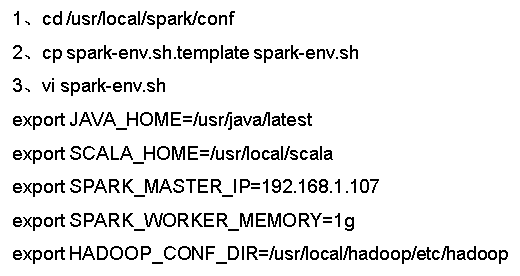 1、cd /usr/local/spark/conf
2、cp spark-env.sh.template spark-env.sh
3、vi spark-env.sh
export JAVA_HOME=/usr/java/latest
export SCALA_HOME=/usr/local/scala
export SPARK_MASTER_IP=192.168.1.107
export SPARK_WORKER_MEMORY=1g
export HADOOP_CONF_DIR=/usr/local/hadoop/etc/hadoop